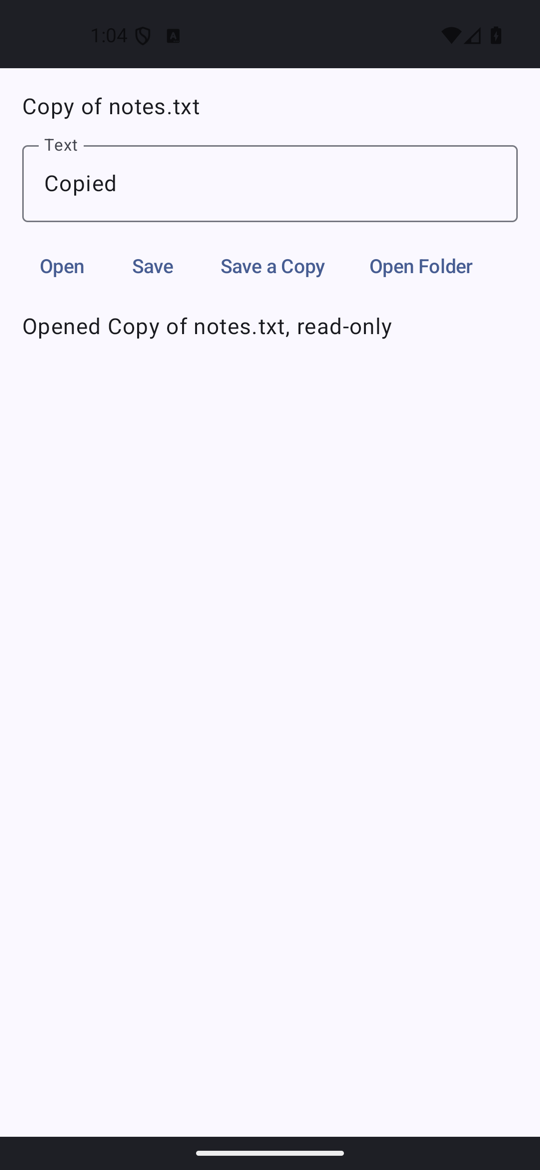 1:04
Copy of notes.txt
Text
Copied
Open Save Save a Copy Open Folder
Opened Copy of notes.txt, read-only